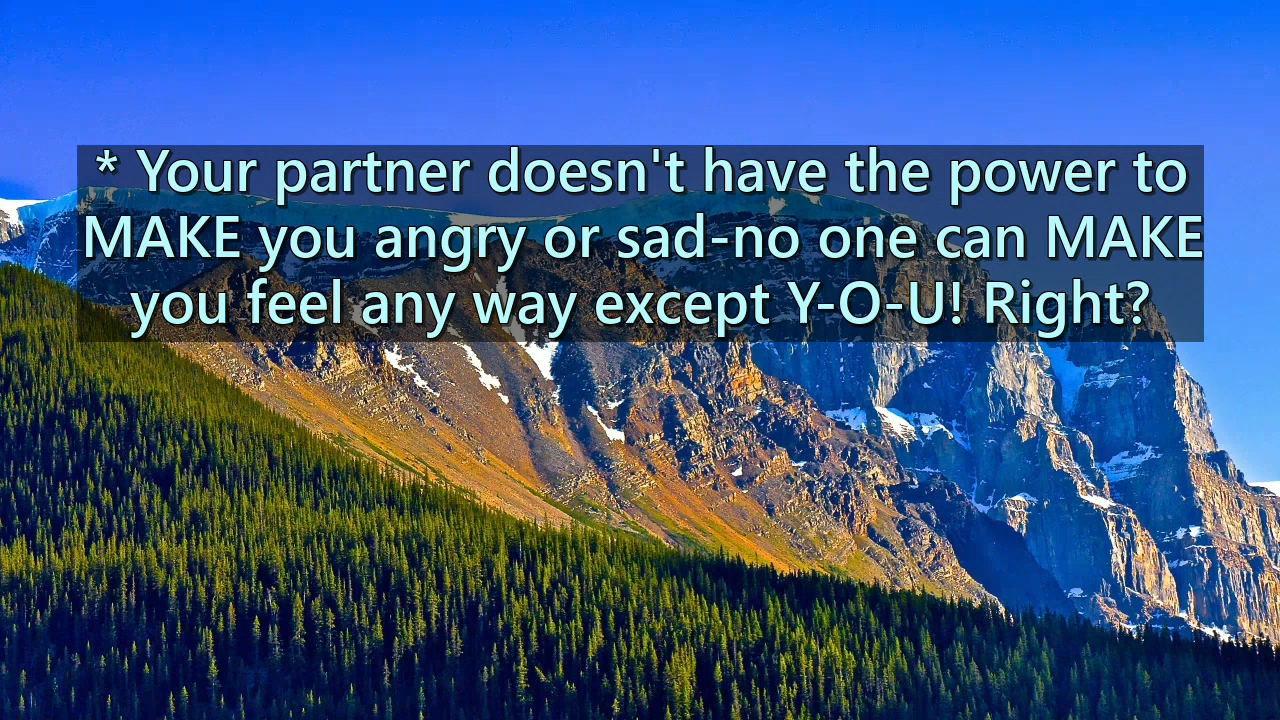 * Your partner doesn't have the power to
MAKE you angry or sad-no one can MAKE
you feel any way except Y-O-U! Right?